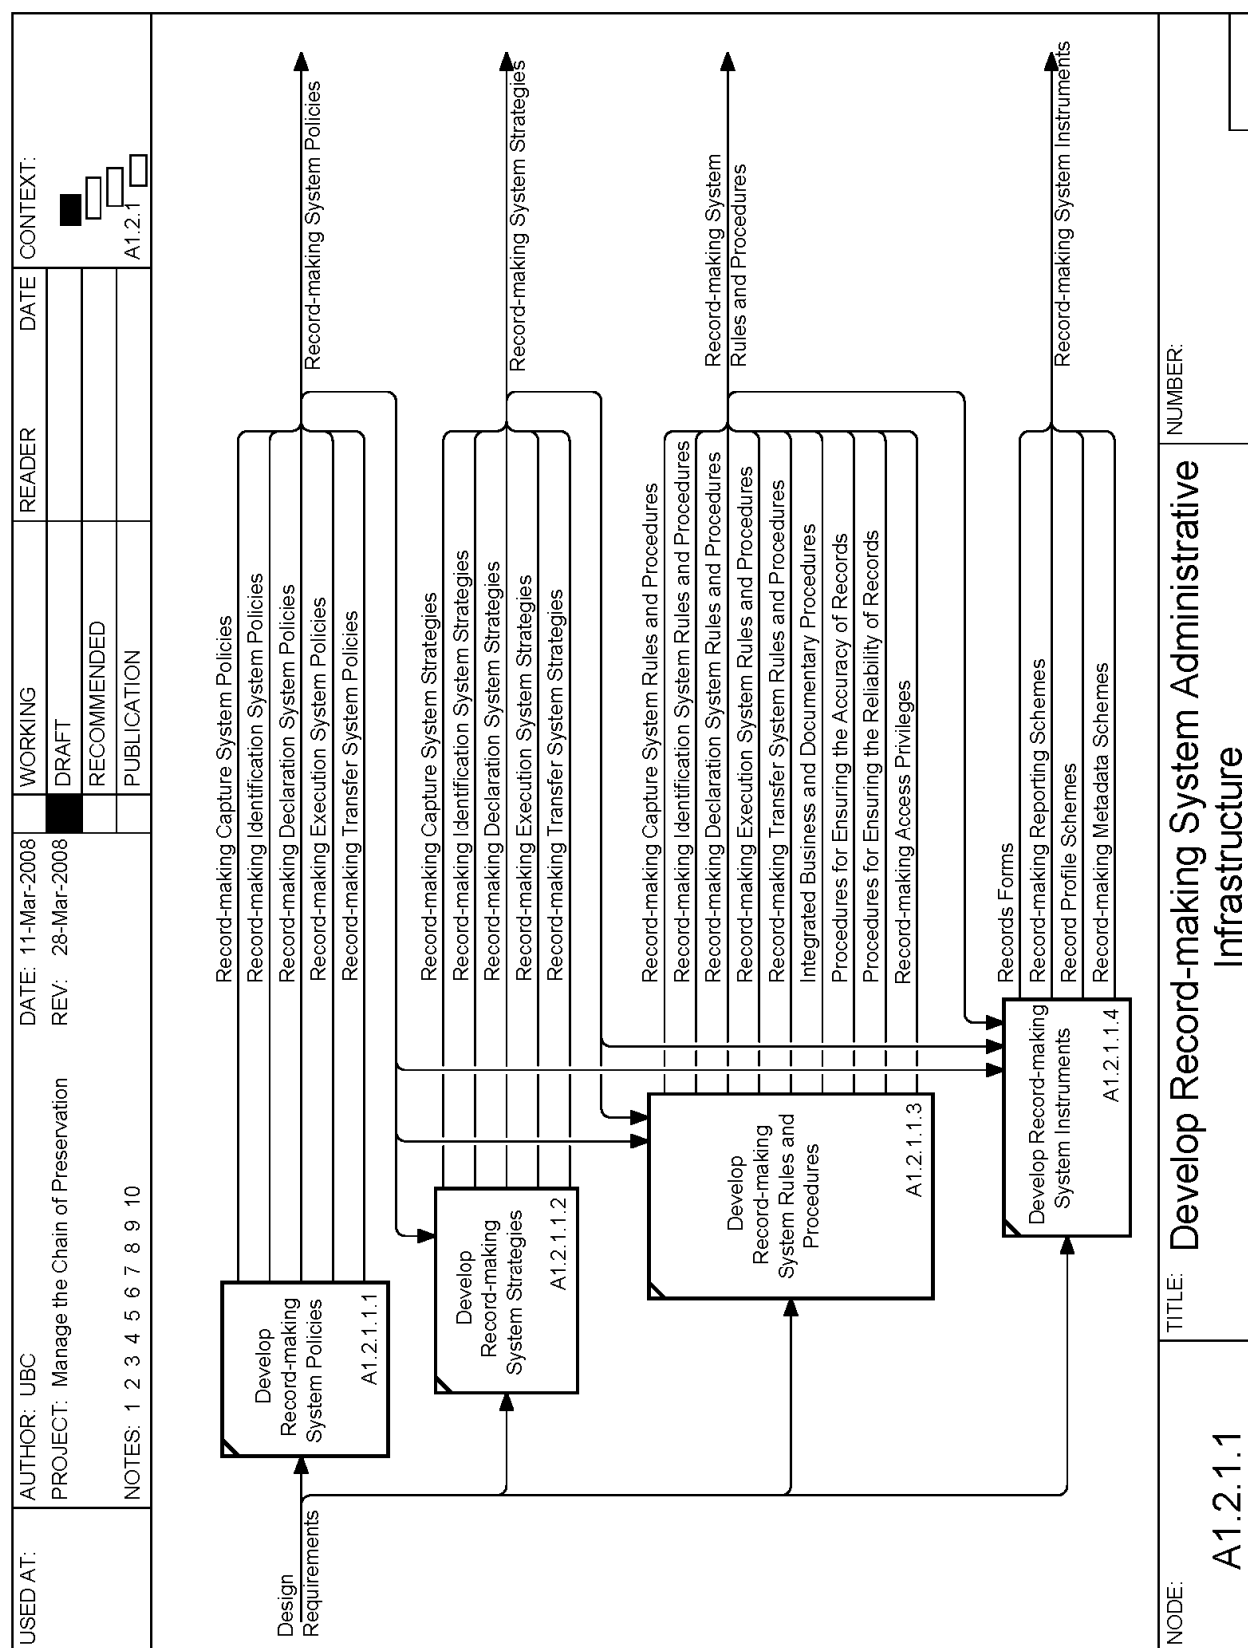 USED AT:
AUTHOR: UBC
PROJECT: Manage the Chain of Preservation
NOTES: 1 2 3 4 5 6 7 8 9 10
DATE: 11-Mar-2008
REV: 28-Mar-2008
WORKING
DRAFT
RECOMMENDED
PUBLICATION
READER
DATE
CONTEXT:
A1.2.1
Design
Requirements
Develop
Record-making
System Policies
A1.2.1.1.1
Record-making Capture System Policies
Record-making Identification System Policies
Record-making Declaration System Policies
Record-making Execution System Policies
Record-making Transfer System Policies
Record-making System Policies
Develop
Record-making
System Strategies
A1.2.1.1.2
Record-making Capture System Strategies
Record-making Identification System Strategies
Record-making Declaration System Strategies
Record-making Execution System Strategies
Record-making Transfer System Strategies
Record-making System Strategies
Develop
Record-making
System Rules and
Procedures
A1.2.1.1.3
Record-making Capture System Rules and Procedures
Record-making Identification System Rules and Procedures
Record-making Declaration System Rules and Procedures
Record-making Execution System Rules and Procedures
Record-making Transfer System Rules and Procedures
Integrated Business and Documentary Procedures
Procedures for Ensuring the Accuracy of Records
Procedures for Ensuring the Reliability of Records
Record-making Access Privileges
Record-making System
Rules and Procedures
Develop Record-making
System Instruments
A1.2.1.1.4
Records Forms
Record-making Reporting Schemes
Record Profile Schemes
Record-making Metadata Schemes
Record-making System Instruments
NODE:
A1.2.1.1
TITLE:
Develop Record-making System Administrative
Infrastructure
NUMBER: